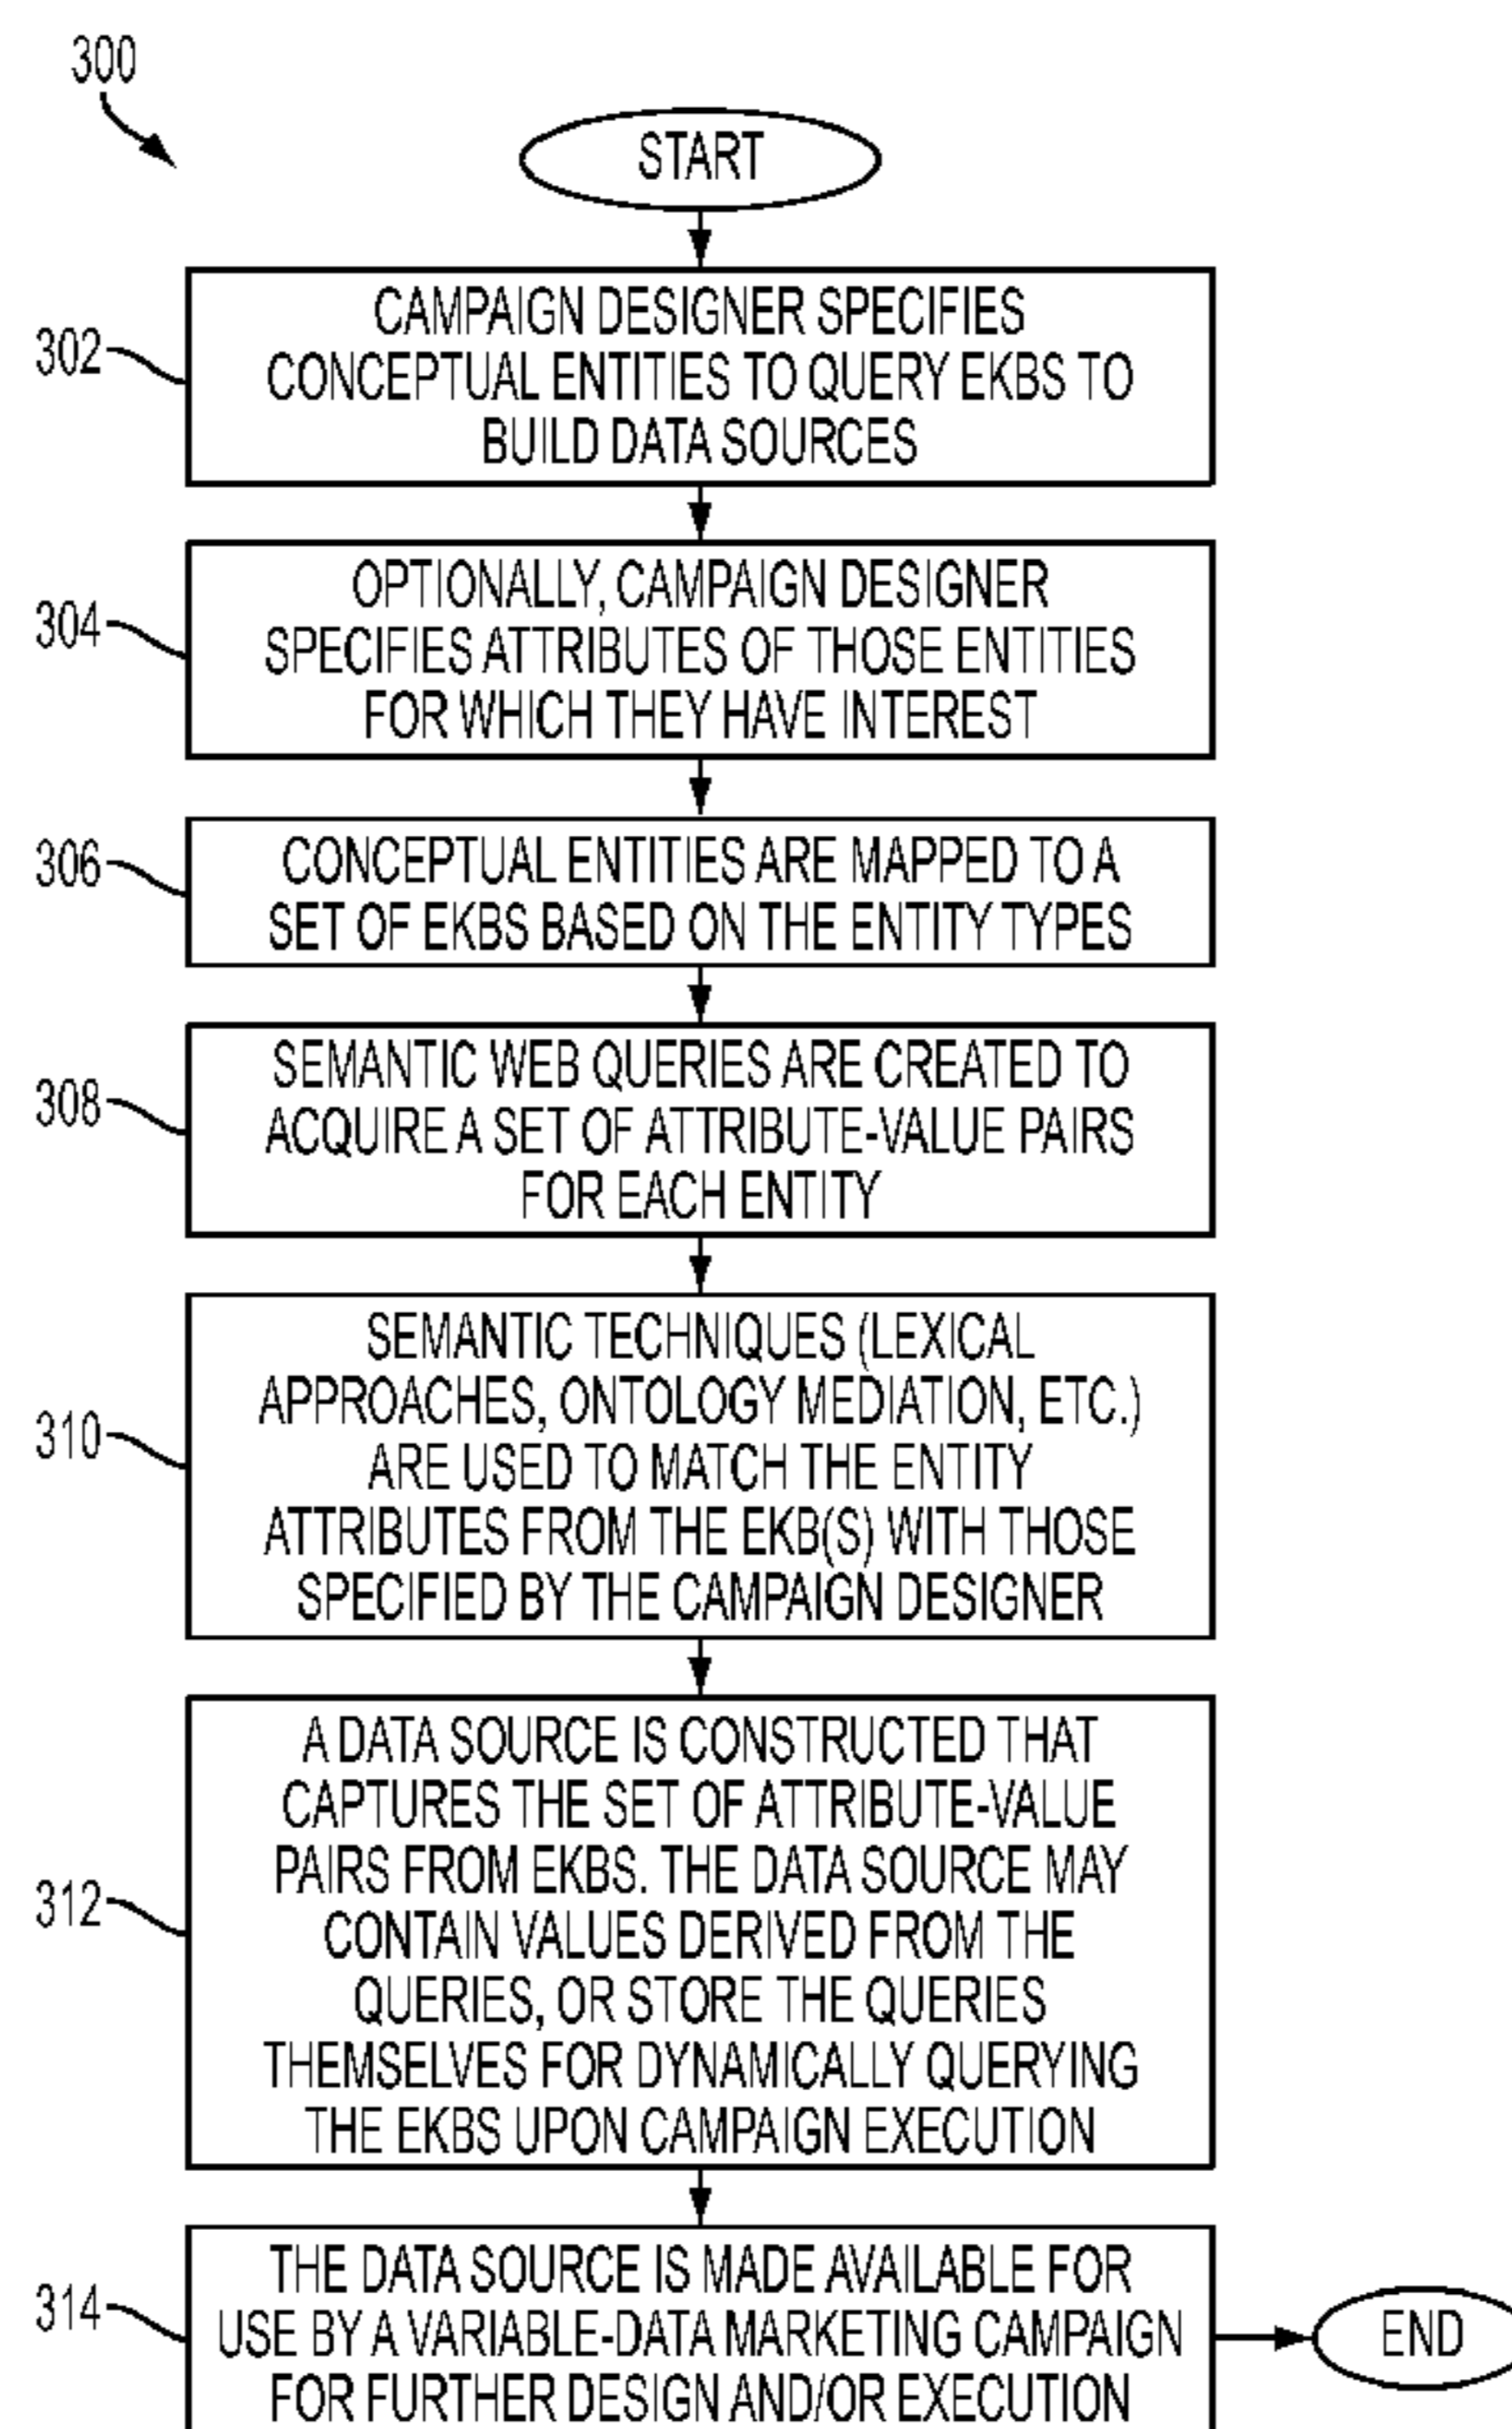 300
START
302
CAMPAIGN DESIGNER SPECIFIES
CONCEPTUAL ENTITIES TO QUERY EKBS TO
BUILD DATA SOURCES
304
OPTIONALLY, CAMPAIGN DESIGNER
SPECIFIES ATTRIBUTES OF THOSE ENTITIES
FOR WHICH THEY HAVE INTEREST
306
CONCEPTUAL ENTITIES ARE MAPPED TO A
SET OF EKBS BASED ON THE ENTITY TYPES
308
SEMANTIC WEB QUERIES ARE CREATED TO
ACQUIRE A SET OF ATTRIBUTE-VALUE PAIRS
FOR EACH ENTITY
310
SEMANTIC TECHNIQUES (LEXICAL
APPROACHES, ONTOLOGY MEDIATION, ETC.)
ARE USED TO MATCH THE ENTITY
ATTRIBUTES FROM THE EKB(S) WITH THOSE
SPECIFIED BY THE CAMPAIGN DESIGNER
312
A DATA SOURCE IS CONSTRUCTED THAT
CAPTURES THE SET OF ATTRIBUTE-VALUE
PAIRS FROM EKBS. THE DATA SOURCE MAY
CONTAIN VALUES DERIVED FROM THE
QUERIES, OR STORE THE QUERIES
THEMSELVES FOR DYNAMICALLY QUERYING
THE EKBS UPON CAMPAIGN EXECUTION
314
THE DATA SOURCE IS MADE AVAILABLE FOR
USE BY A VARIABLE-DATA MARKETING CAMPAIGN
FOR FURTHER DESIGN AND/OR EXECUTION
END